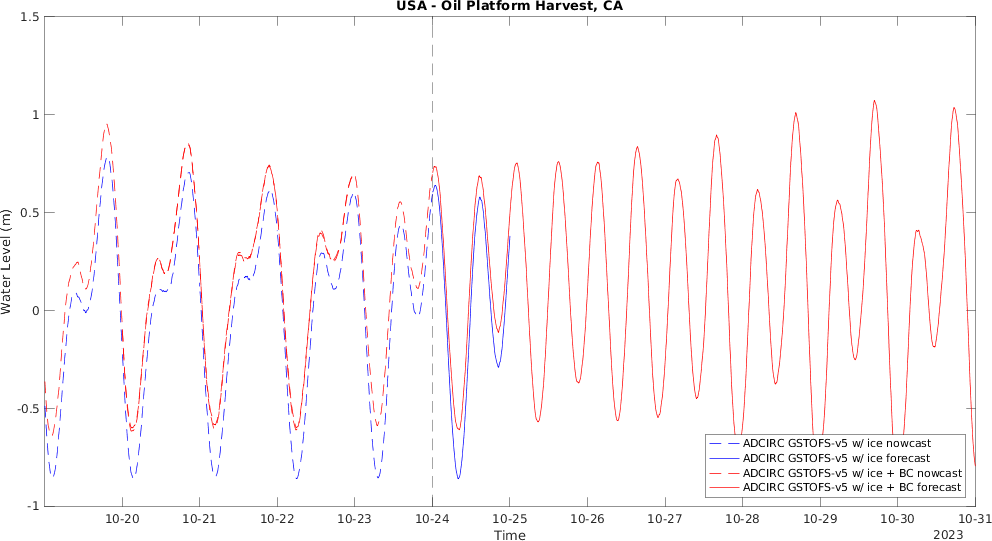 USA - Oil Platform Harvest, CA
1.5
1
0.5
0
-0.5
-1
Water Level (m)
10-20
10-21
10-22
10-23
10-24
10-25
10-26
10-27
10-28
10-29
10-30
10-31
Time
2023
ADCIRC GSTOFS-v5 w/ ice nowcast
ADCIRC GSTOFS-v5 w/ ice forecast
ADCIRC GSTOFS-v5 w/ ice + BC nowcast
ADCIRC GSTOFS-v5 w/ ice + BC forecast